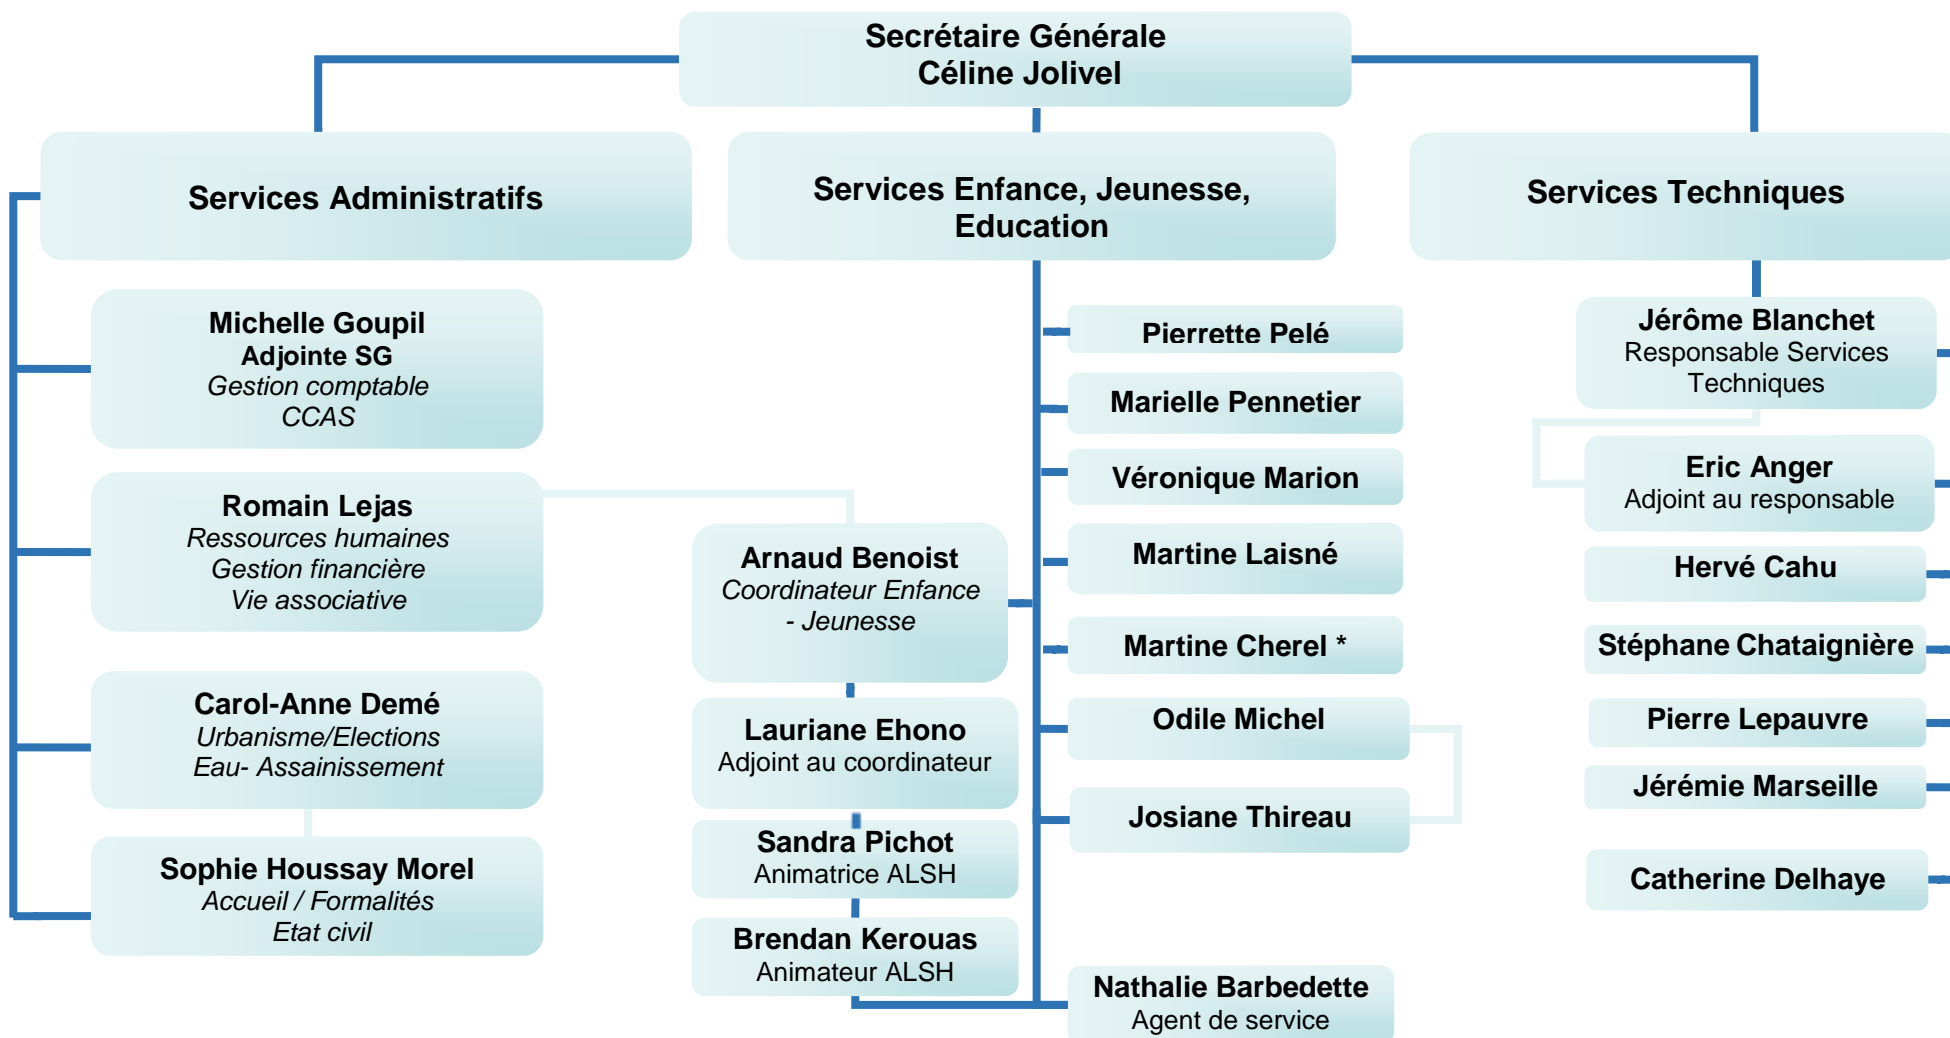 Secrétaire Générale
Céline Jolivel
Services Administratifs
Services Enfance, Jeunesse,
Education
Services Techniques
Michelle Goupil
Adjointe SG
Gestion comptable
CCAS
Romain Lejas
Ressources humaines
Gestion financière
Vie associative
Carol-Anne Demé
Urbanisme/Elections
Eau- Assainissement
Sophie Houssay Morel
Accueil / Formalités
Etat civil
Arnaud Benoist
Coordinateur Enfance
- Jeunesse
Lauriane Ehono
Adjoint au coordinateur
Sandra Pichot
Animatrice ALSH
Brendan Kerouas
Animateur ALSH
Pierrette Pelé
Marielle Pennetier
Véronique Marion
Martine Laisné
Martine Cherel *
Odile Michel
Josiane Thireau
Nathalie Barbedette
Agent de service
Jérôme Blanchet
Responsable Services
Techniques
Eric Anger
Adjoint au responsable
Hervé Cahu
Stéphane Chataignière
Pierre Lepauvre
Jérémie Marseille
Catherine Delhaye